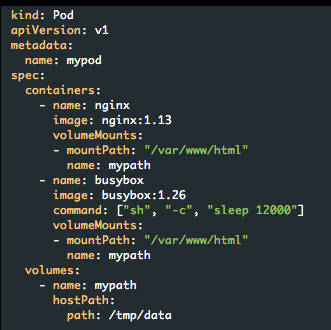 kind: Pod
apiVersion: v1
metadata:
  name: mypod
spec:
  containers:
    - name: nginx
      image: nginx:1.13
      volumeMounts:
      - mountPath: "/var/www/html"
        name: mypath
    - name: busybox
      image: busybox:1.26
      command: ["sh", "-c", "sleep 12000"]
      volumeMounts:
      - mountPath: "/var/www/html"
        name: mypath
  volumes:
    - name: mypath
      hostPath:
        path: /tmp/data